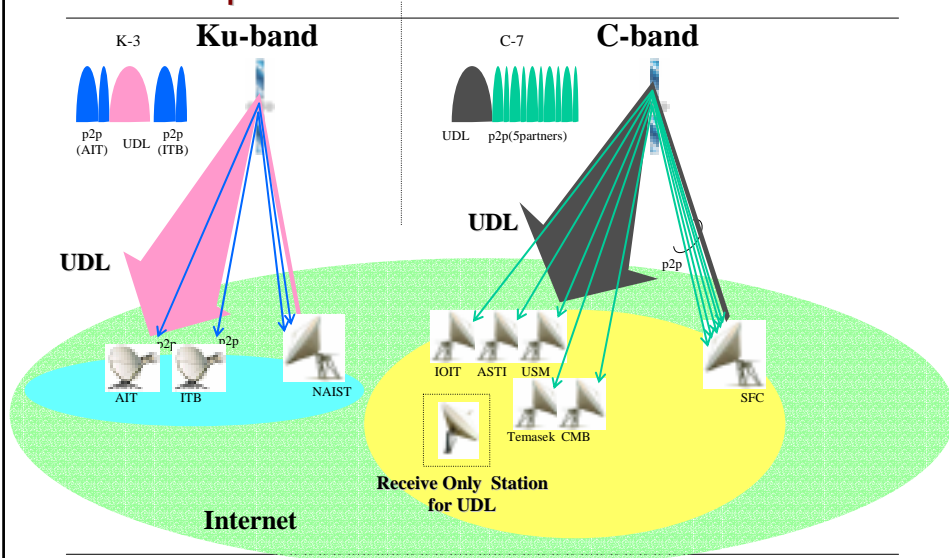 K-3
Ku-band
p2p
(AIT)
UDL
p2p
(ITB)
UDL
p2p
p2p
AIT
ITB
NAIST
C-7
C-band
UDL
p2p(5partners)
UDL
p2p
IOIT
ASTI
USM
SFC
Temasek
CMB
Receive Only Station
for UDL
Internet